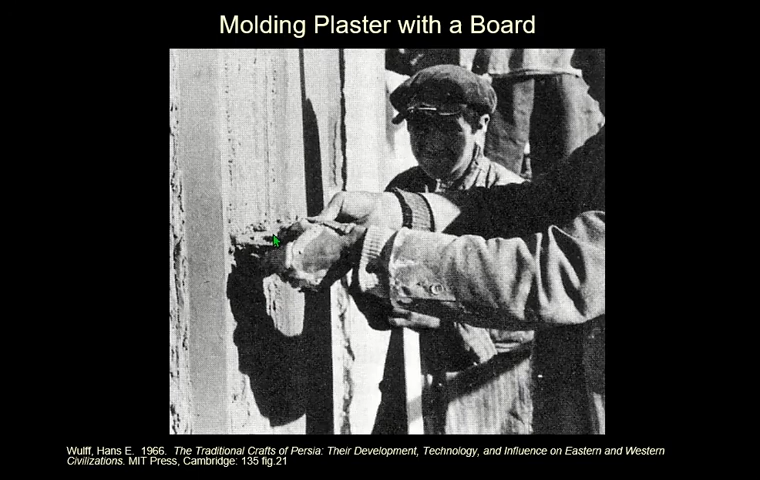 Molding Plaster with a Board
Wulff, Hans E.  1966.  The Traditional Crafts of Persia: Their Development, Technology, and Influence on Eastern and Western
Civilizations. MIT Press, Cambridge: 135 fig.21